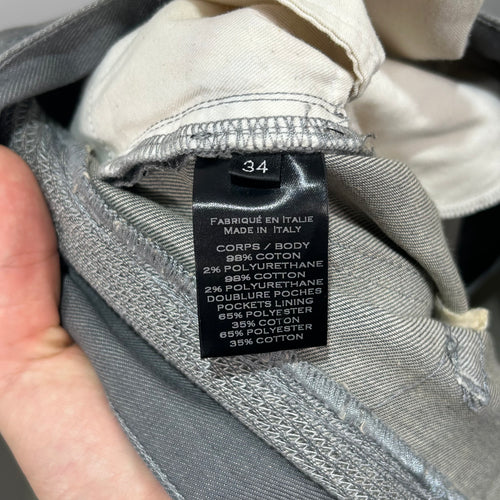 34
FABRIQUÉ EN ITALIE
MADE IN ITALY
CORPS / BODY
98% COTON
2% POLYURETHANE
98% COTTON
2% POLYURETHANE
DOUBLURE POCHES
POCKETS LINING
65% POLYESTER
35% COTON
65% POLYESTER
35% COTTON